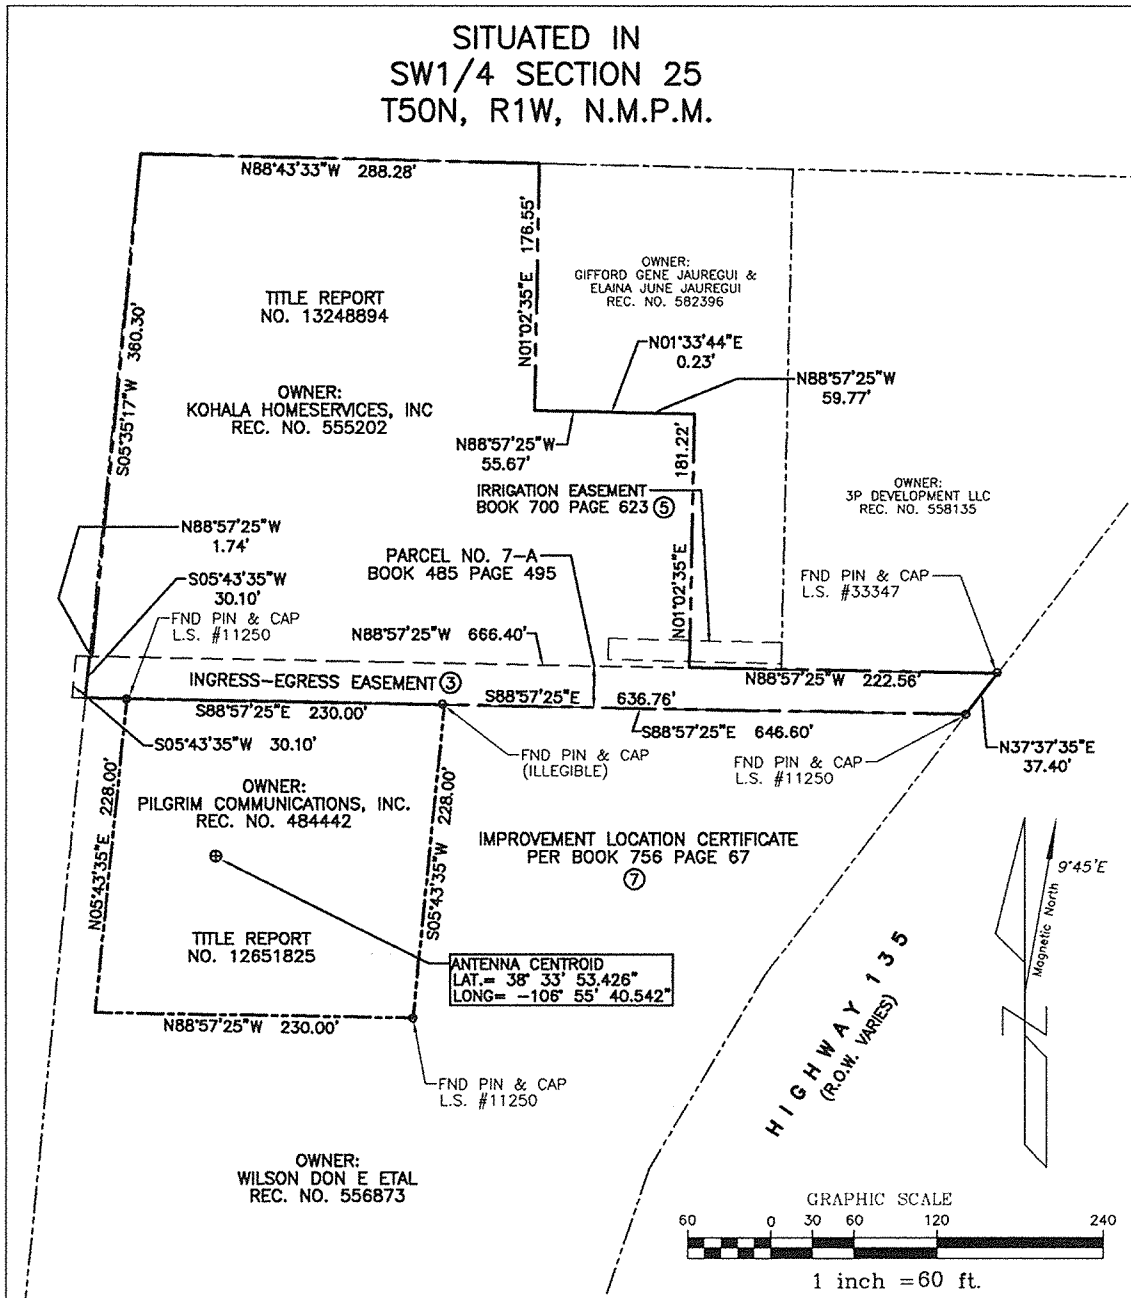 SITUATED IN
SW1/4 SECTION 25
T50N, R1W, N.M.P.M.
N88°43'33"W 288.28'
N01°02'35"E 176.55'
OWNER:
GIFFORD GENE JAUREGUI &
ELAINA JUNE JAUREGUI
REC. NO. 582396
TITLE REPORT
NO. 13248894
S05°35'17"W 360.30'
N01°33'44"E
0.23'
N88°57'25"W
59.77'
OWNER:
KOHALA HOMESERVICES, INC
REC. NO. 555202
N88°57'25"W
55.67'
N01°02'35"E 181.22'
IRRIGATION EASEMENT
BOOK 700 PAGE 623 ⑤
OWNER:
3P DEVELOPMENT LLC
REC. NO. 558135
N88°57'25"W
1.74'
PARCEL NO. 7-A
BOOK 485 PAGE 495
S05°43'35"W
30.10'
FND PIN & CAP
L.S. #33347
FND PIN & CAP
L.S. #11250
N88°57'25"W 666.40'
INGRESS-EGRESS EASEMENT ③
N88°57'25"W 222.56'
S88°57'25"E 636.76'
S88°57'25"E 230.00'
S88°57'25"E 646.60'
S05°43'35"W 30.10'
FND PIN & CAP
(ILLEGIBLE)
FND PIN & CAP
L.S. #11250
N37°37'35"E
37.40'
N05°43'35"E 228.00'
OWNER:
PILGRIM COMMUNICATIONS, INC.
REC. NO. 484442
S05°43'35"W 228.00'
IMPROVEMENT LOCATION CERTIFICATE
PER BOOK 756 PAGE 67
⑦
9°45'E
Magnetic North
TITLE REPORT
NO. 12651825
ANTENNA CENTROID
LAT.= 38° 33' 53.426"
LONG= -106° 55' 40.542"
N88°57'25"W 230.00'
HIGHWAY 135
(R.O.W. VARIES)
FND PIN & CAP
L.S. #11250
OWNER:
WILSON DON E ETAL
REC. NO. 556873
GRAPHIC SCALE
60 0 30 60 120 240
1 inch =60 ft.